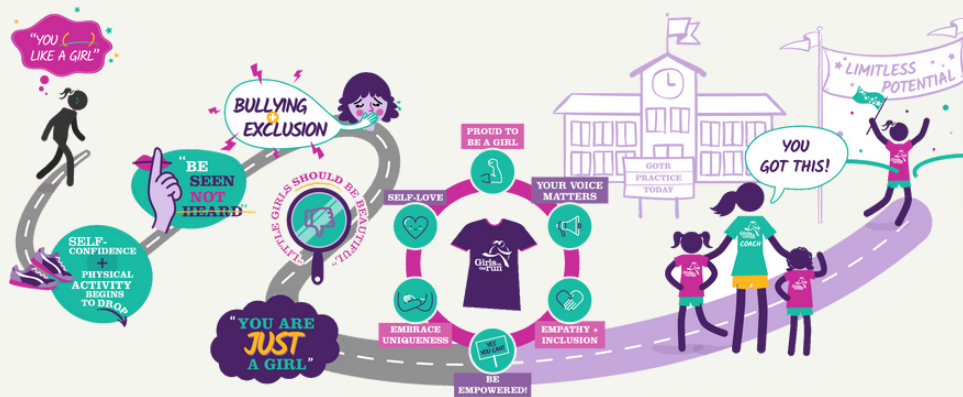 "YOU (___)
LIKE A GIRL"
SELF-
CONFIDENCE
+
PHYSICAL
ACTIVITY
BEGINS
TO DROP
"BE
SEEN
NOT
HEARD"
BULLYING
+
EXCLUSION
"LITTLE GIRLS SHOULD BE BEAUTIFUL"
"YOU ARE
JUST
A GIRL"
PROUD TO
BE A GIRL
SELF-LOVE
YOUR VOICE
MATTERS
Girls
on the
run
EMBRACE
UNIQUENESS
EMPATHY +
INCLUSION
YES
YOU CAN!
BE
EMPOWERED!
GOTR
PRACTICE
TODAY
YOU
GOT THIS!
COACH
LIMITLESS
POTENTIAL